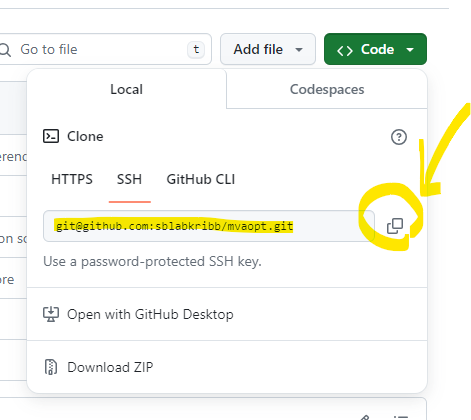 Go to file
t
Add file
Code
Local
Codespaces
Clone
HTTPS
SSH
GitHub CLI
git@github.com:sblabkribb/mvaopt.git
Use a password-protected SSH key.
Open with GitHub Desktop
Download ZIP
erenc
on sc
ore